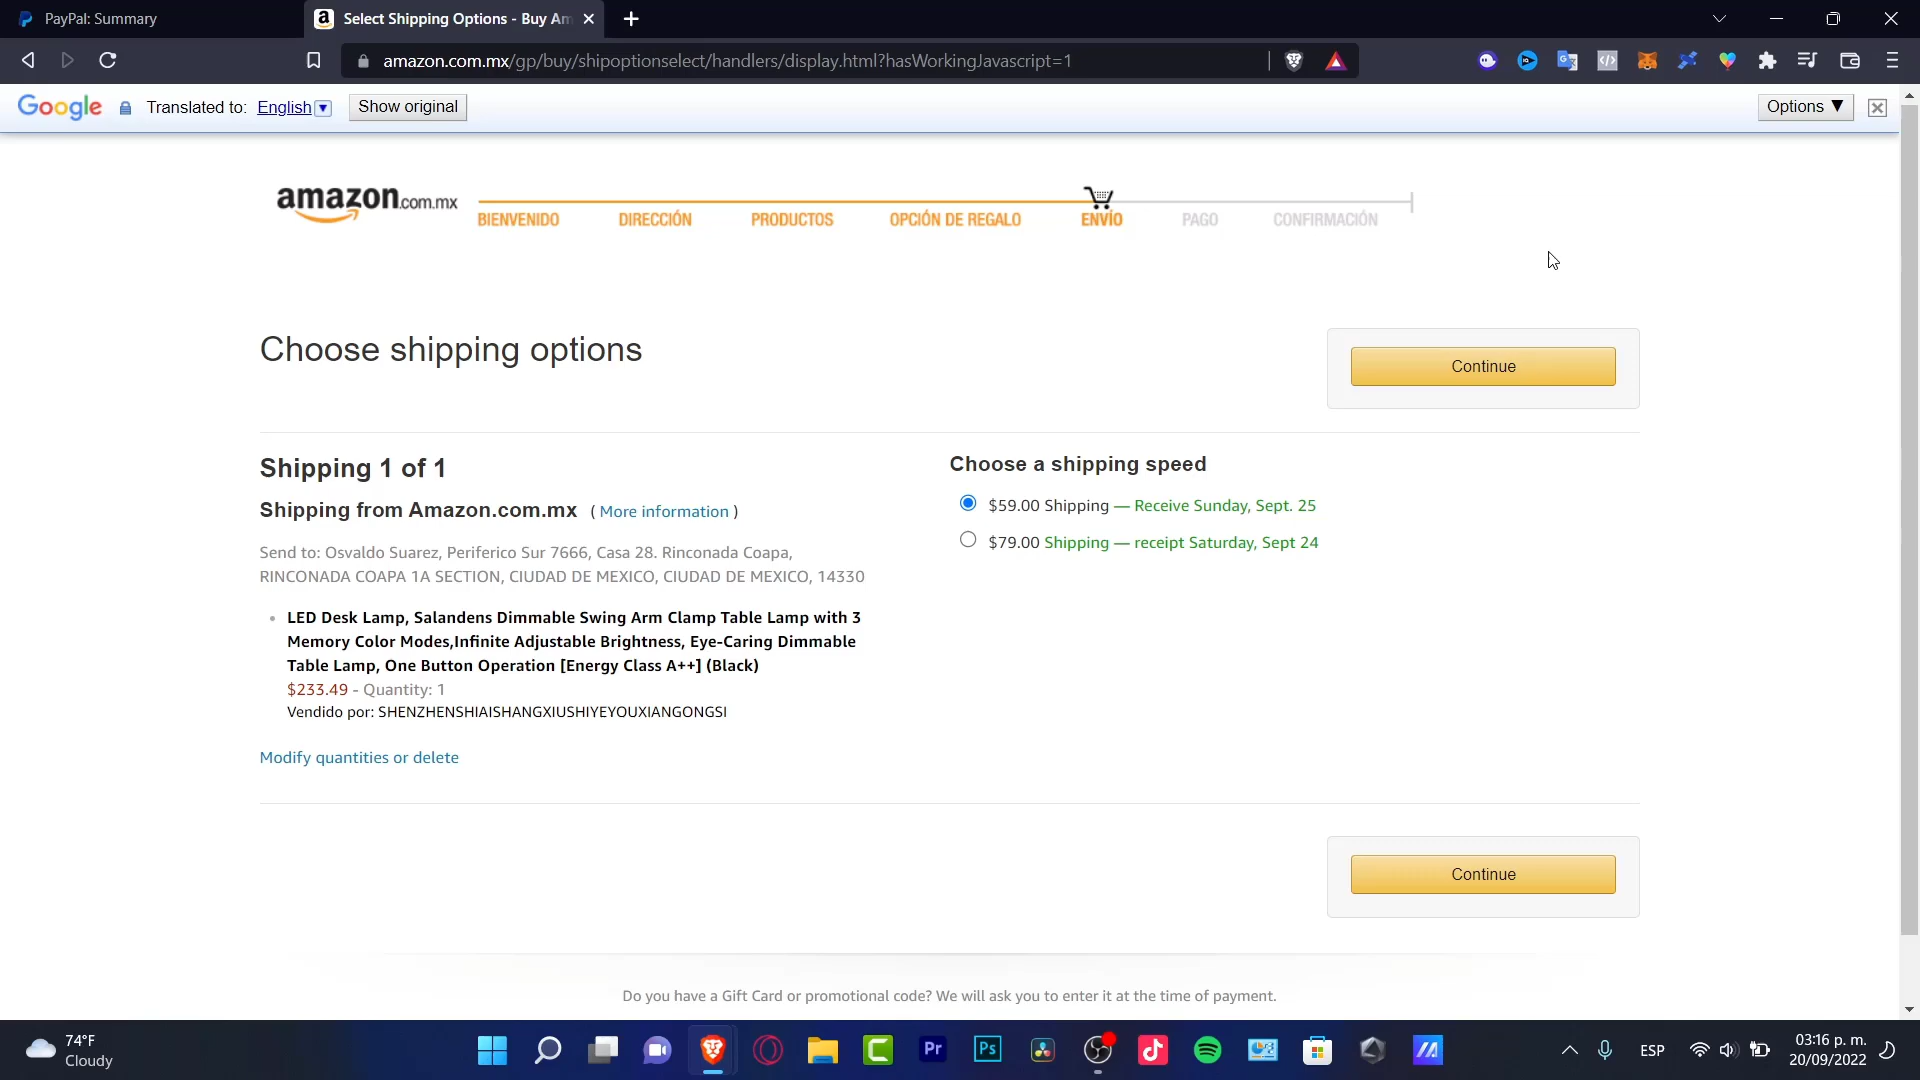 PayPal: Summary
Select Shipping Options - Buy Am
amazon.com.mx/gp/buy/shipoptionselect/handlers/display.html?hasWorkingJavascript=1
Google Translated to: English Show original Options ▼
amazon.com.mx
BIENVENIDO DIRECCIÓN PRODUCTOS OPCIÓN DE REGALO ENVÍO PAGO CONFIRMACIÓN
Choose shipping options
Continue
Shipping 1 of 1
Shipping from Amazon.com.mx ( More information )
Send to: Osvaldo Suarez, Periferico Sur 7666, Casa 28. Rinconada Coapa,
RINCONADA COAPA 1A SECTION, CIUDAD DE MEXICO, CIUDAD DE MEXICO, 14330
LED Desk Lamp, Salandens Dimmable Swing Arm Clamp Table Lamp with 3
Memory Color Modes,Infinite Adjustable Brightness, Eye-Caring Dimmable
Table Lamp, One Button Operation [Energy Class A++] (Black)
$233.49 - Quantity: 1
Vendido por: SHENZHENSHIAISHANGXIUSHIYEYOUXIANGONGSI
Modify quantities or delete
Choose a shipping speed
$59.00 Shipping — Receive Sunday, Sept. 25
$79.00 Shipping — receipt Saturday, Sept 24
Continue
Do you have a Gift Card or promotional code? We will ask you to enter it at the time of payment.
74°F
Cloudy
Pr
Ps
ESP
03:16 p. m.
20/09/2022